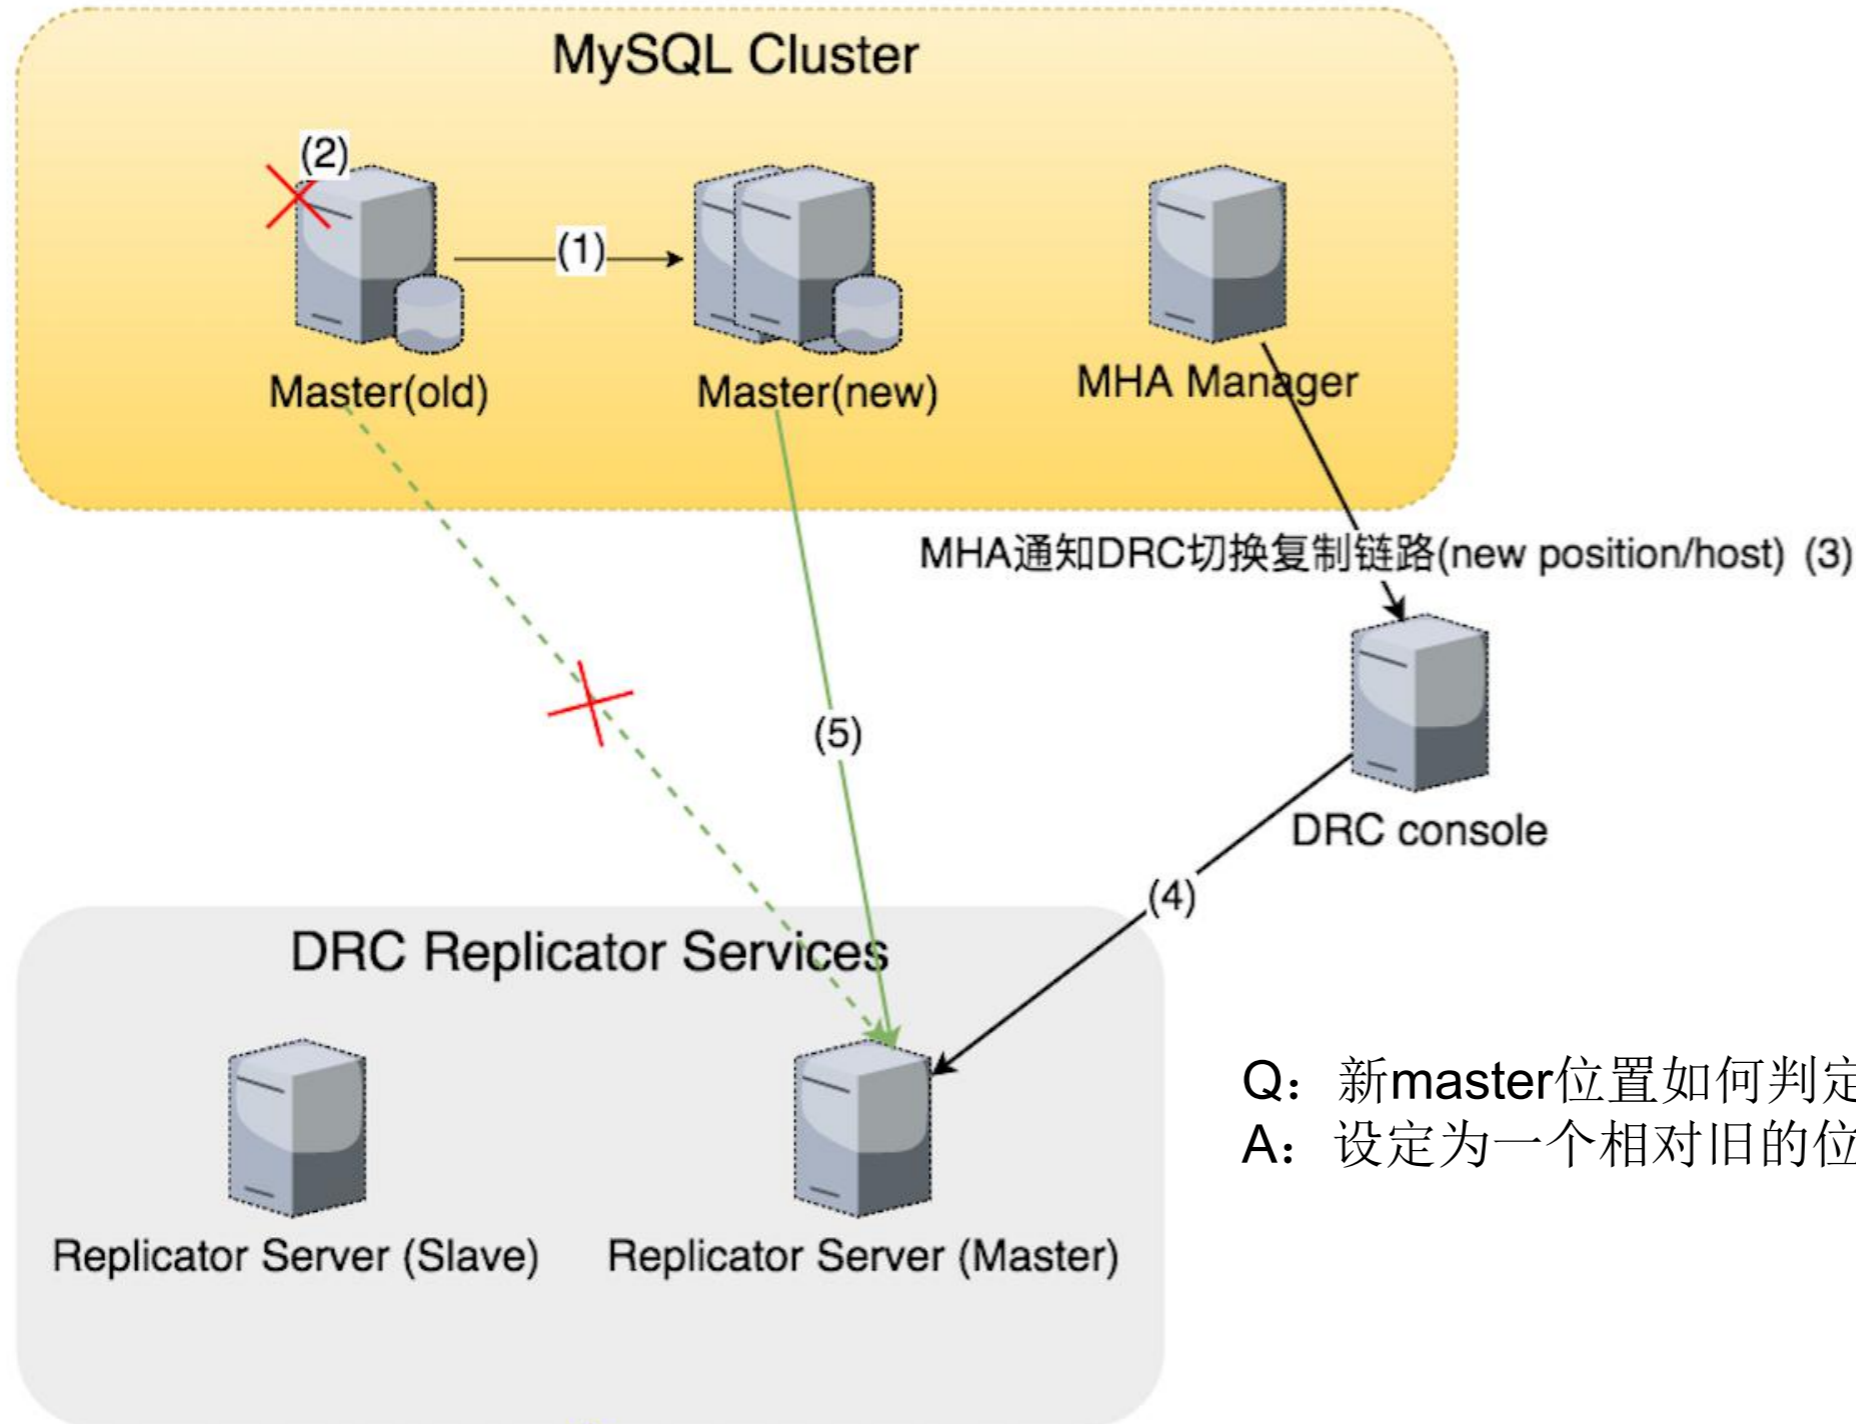 MySQL Cluster
(2)
(1)
Master(old)
Master(new)
MHA Manager
MHA通知DRC切换复制链路(new position/host) (3)
(5)
DRC console
(4)
DRC Replicator Services
Q：新master位置如何判定
A：设定为一个相对旧的位
Replicator Server (Slave)
Replicator Server (Master)